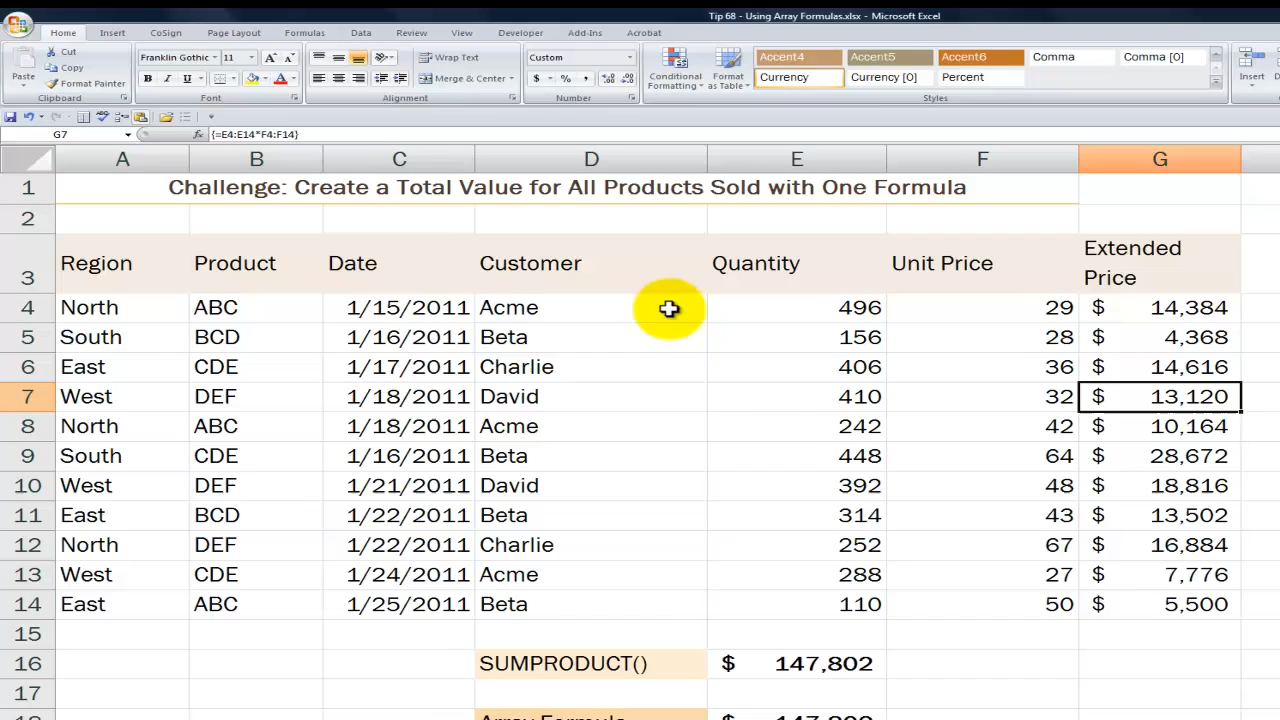 Tip 68 - Using Array Formulas.xlsx - Microsoft Excel
Home Insert CoSign Page Layout Formulas Data Review View Developer Add-Ins Acrobat
Paste Cut Copy Format Painter Clipboard
Franklin Gothic 11 B I U A A A Font
Wrap Text Merge & Center Alignment
Custom $ % , Number
Conditional Formatting Format as Table
Accent4 Accent5 Accent6 Comma Comma [0]
Currency Currency [0] Percent
Styles
Insert
G7 fx {=E4:E14*F4:F14}
A B C D E F G
1 Challenge: Create a Total Value for All Products Sold with One Formula
2
3 Region Product Date Customer Quantity Unit Price Extended Price
4 North ABC 1/15/2011 Acme 496 29 $ 14,384
5 South BCD 1/16/2011 Beta 156 28 $ 4,368
6 East CDE 1/17/2011 Charlie 406 36 $ 14,616
7 West DEF 1/18/2011 David 410 32 $ 13,120
8 North ABC 1/18/2011 Acme 242 42 $ 10,164
9 South CDE 1/16/2011 Beta 448 64 $ 28,672
10 West DEF 1/21/2011 David 392 48 $ 18,816
11 East BCD 1/22/2011 Beta 314 43 $ 13,502
12 North DEF 1/22/2011 Charlie 252 67 $ 16,884
13 West CDE 1/24/2011 Acme 288 27 $ 7,776
14 East ABC 1/25/2011 Beta 110 50 $ 5,500
15
16 SUMPRODUCT() $ 147,802
17
Array Formula